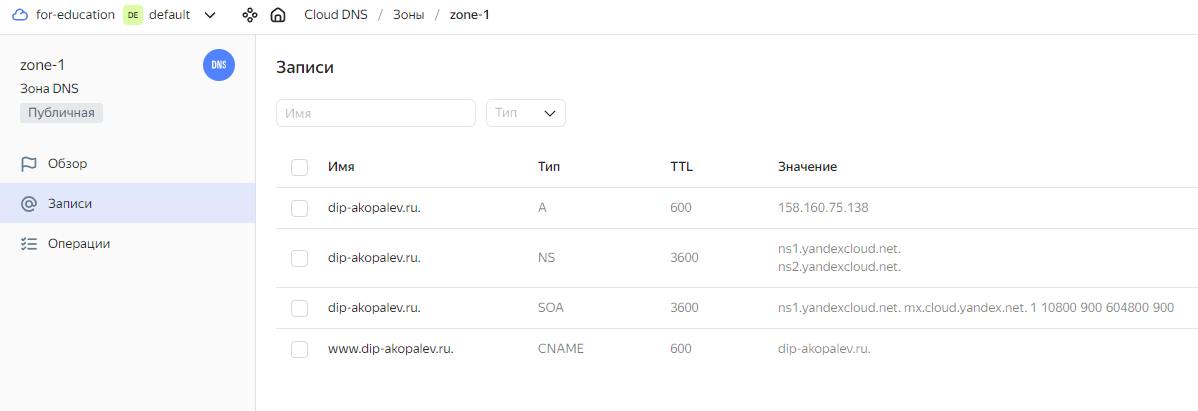 for-education DE default Cloud DNS / Зоны / zone-1
zone-1
DNS
Зона DNS
Публичная
Обзор
Записи
Операции
Записи
Имя Тип
Имя Тип TTL Значение
dip-akopalev.ru. A 600 158.160.75.138
dip-akopalev.ru. NS 3600 ns1.yandexcloud.net.
ns2.yandexcloud.net.
dip-akopalev.ru. SOA 3600 ns1.yandexcloud.net. mx.cloud.yandex.net. 1 10800 900 604800 900
www.dip-akopalev.ru. CNAME 600 dip-akopalev.ru.